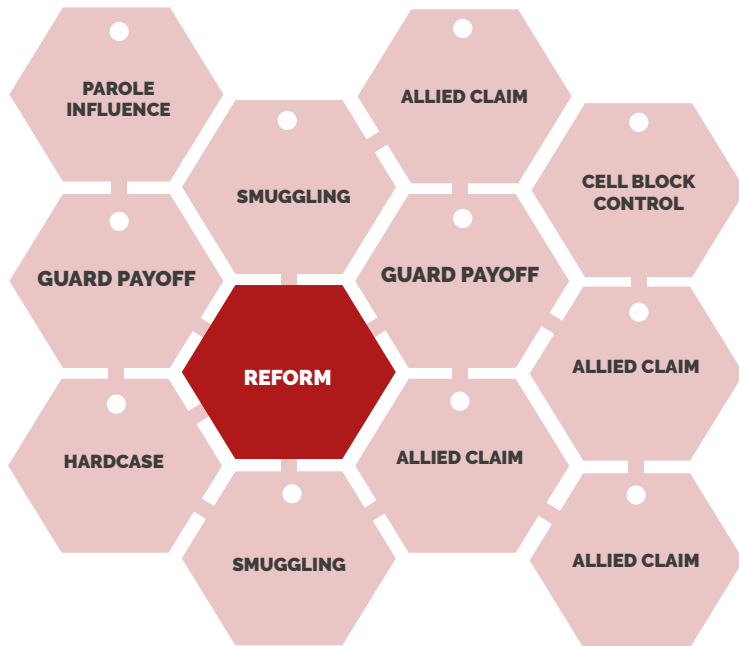 PAROLE
INFLUENCE
ALLIED CLAIM
SMUGGLING
CELL BLOCK
CONTROL
GUARD PAYOFF
GUARD PAYOFF
REFORM
ALLIED CLAIM
HARDCASE
ALLIED CLAIM
SMUGGLING
ALLIED CLAIM